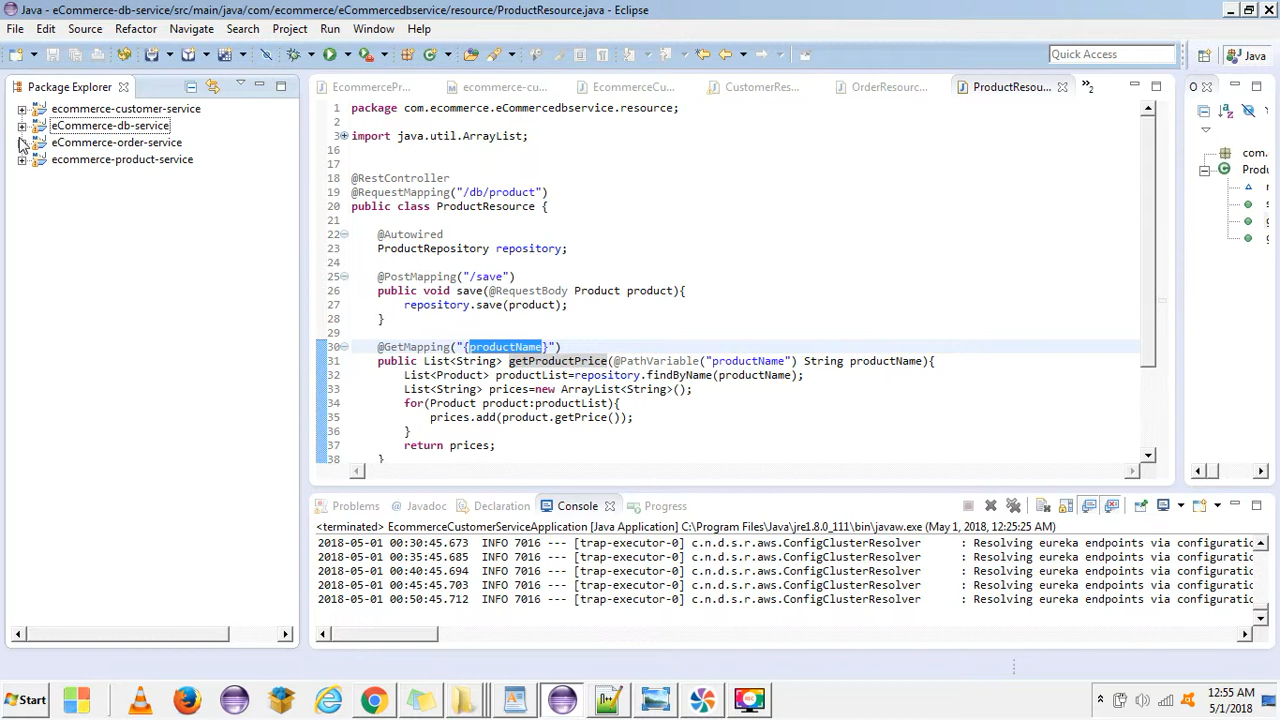 Java - eCommerce-db-service/src/main/java/com/ecommerce/eCommercedbservice/resource/ProductResource.java - Eclipse
File Edit Source Refactor Navigate Search Project Run Window Help
Quick Access
Java
Package Explorer
EcommercePr...
ecommerce-cu...
EcommerceCu...
CustomerRes...
OrderResource...
ProductResou...
»2
O
ecommerce-customer-service
eCommerce-db-service
eCommerce-order-service
ecommerce-product-service
1 package com.ecommerce.eCommercedbservice.resource;
2
3 import java.util.ArrayList;
16
17
18 @RestController
19 @RequestMapping("/db/product")
20 public class ProductResource {
21
22 @Autowired
23 ProductRepository repository;
24
25 @PostMapping("/save")
26 public void save(@RequestBody Product product){
27 repository.save(product);
28 }
29
30 @GetMapping("{productName}")
31 public List<String> getProductPrice(@PathVariable("productName") String productName){
32 List<Product> productList=repository.findByName(productName);
33 List<String> prices=new ArrayList<String>();
34 for(Product product:productList){
35 prices.add(product.getPrice());
36 }
37 return prices;
38 }
com.
Produ
Problems
Javadoc
Declaration
Console
Progress
<terminated> EcommerceCustomerServiceApplication [Java Application] C:\Program Files\Java\jre1.8.0_111\bin\javaw.exe (May 1, 2018, 12:25:25 AM)
2018-05-01 00:30:45.673 INFO 7016 --- [trap-executor-0] c.n.d.s.r.aws.ConfigClusterResolver : Resolving eureka endpoints via configuratio
2018-05-01 00:35:45.685 INFO 7016 --- [trap-executor-0] c.n.d.s.r.aws.ConfigClusterResolver : Resolving eureka endpoints via configuratio
2018-05-01 00:40:45.694 INFO 7016 --- [trap-executor-0] c.n.d.s.r.aws.ConfigClusterResolver : Resolving eureka endpoints via configuratio
2018-05-01 00:45:45.703 INFO 7016 --- [trap-executor-0] c.n.d.s.r.aws.ConfigClusterResolver : Resolving eureka endpoints via configuratio
2018-05-01 00:50:45.712 INFO 7016 --- [trap-executor-0] c.n.d.s.r.aws.ConfigClusterResolver : Resolving eureka endpoints via configuratio
Start
12:55 AM
5/1/2018